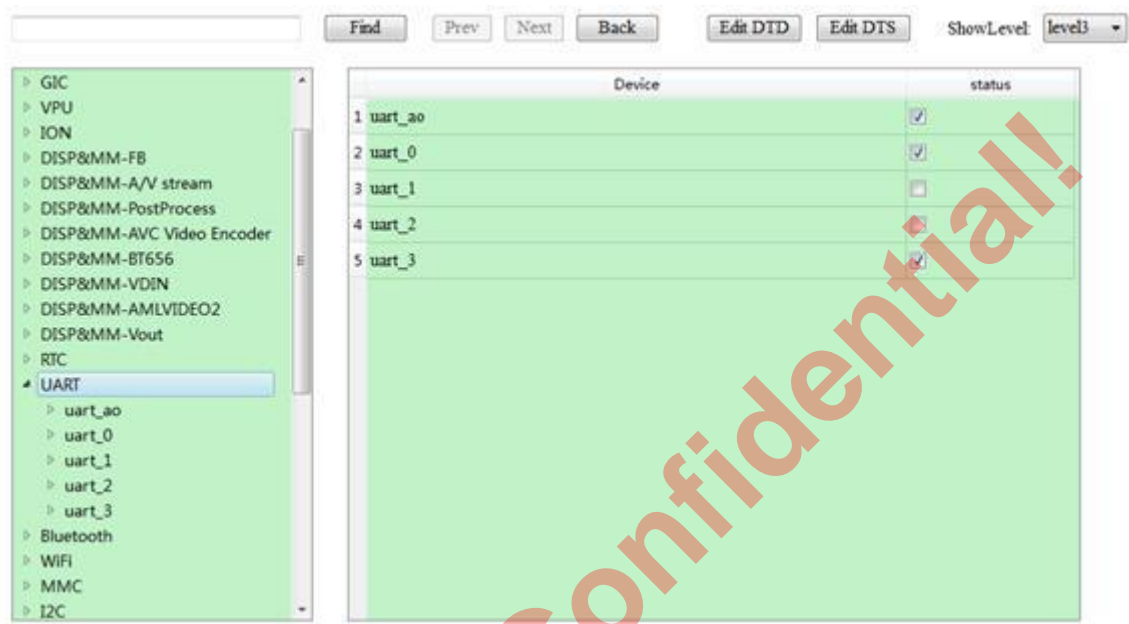 Find Prev Next Back Edit DTD Edit DTS ShowLevel: level3
GIC
VPU
ION
DISP&MM-FB
DISP&MM-A/V stream
DISP&MM-PostProcess
DISP&MM-AVC Video Encoder
DISP&MM-BT656
DISP&MM-VDIN
DISP&MM-AMLVIDEO2
DISP&MM-Vout
RTC
UART
uart_ao
uart_0
uart_1
uart_2
uart_3
Bluetooth
WiFi
MMC
I2C
Device status
1 uart_ao
2 uart_0
3 uart_1
4 uart_2
5 uart_3
Confidential!